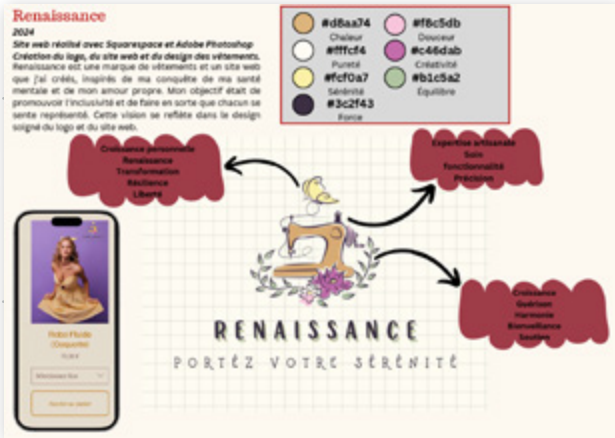 Renaissance
2024
Site web réalisé avec Squarespace et Adobe Photoshop
Création du logo, du site web et du design des vêtements.
Renaissance est une marque de vêtements et un site web
que j'ai créés, inspirés de ma conquête de ma santé
mentale et de mon amour propre. Mon objectif était de
promouvoir l'inclusivité et de faire en sorte que chacun se
sente représenté. Cette vision se reflète dans le design
soigné du logo et du site web.
#d8aa74
Chaleur
#f8c5db
Douceur
#fffcf4
Pureté
#c46dab
Créativité
#fcf0a7
Sérénité
#b1c5a2
Équilibre
#3c2f43
Force
Croissance personnelle
Renaissance
Transformation
Résilience
Liberté
Expertise artisanale
Soin
fonctionnalité
Précision
Croissance
Guérison
Harmonie
Bienveillance
Soutien
RENAISSANCE
PORTÉZ VOTRE SÉRÉNITÉ